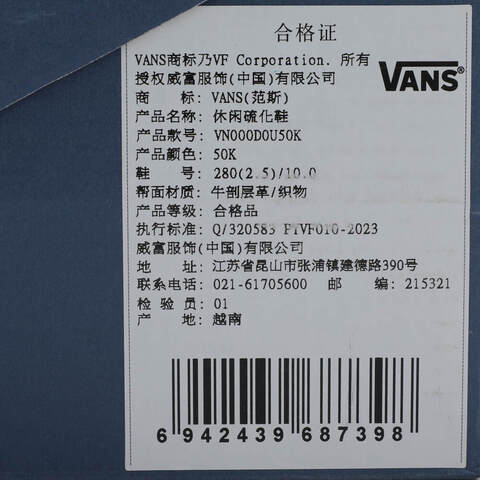 合格证
VANS商标乃VF Corporation. 所有
授权威富服饰(中国)有限公司
VANS®
商 标: VANS(范斯)
产品名称: 休闲硫化鞋
产品款号: VN000D0U50K
产品颜色: 50K
鞋 号: 280(2.5)/10.0
帮面材质: 牛剖层革/织物
产品等级: 合格品
执行标准: Q/320583 PTVF010-2023
威富服饰(中国)有限公司
地 址: 江苏省昆山市张浦镇建德路390号
联系电话: 021-61705600 邮 编: 215321
检 验 员: 01
产 地: 越南
6 942439 687398